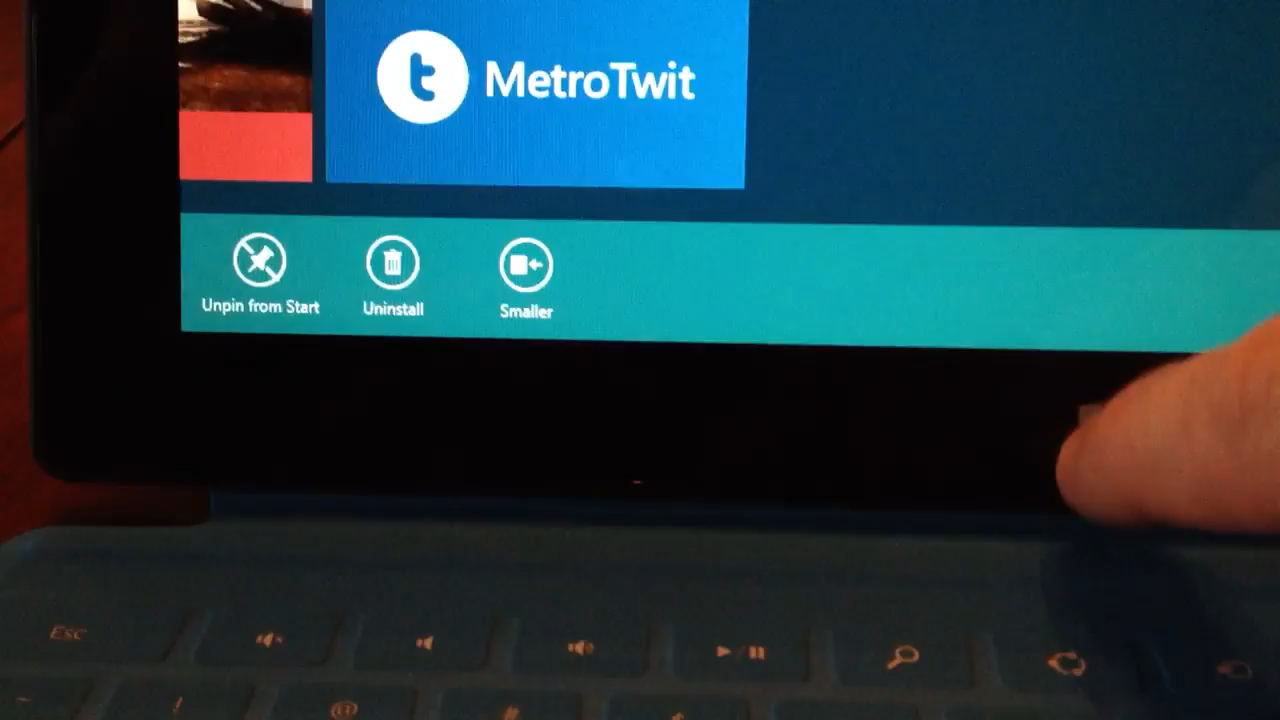 t MetroTwit
Unpin from Start
Uninstall
Smaller
ESC
~ ! @ #